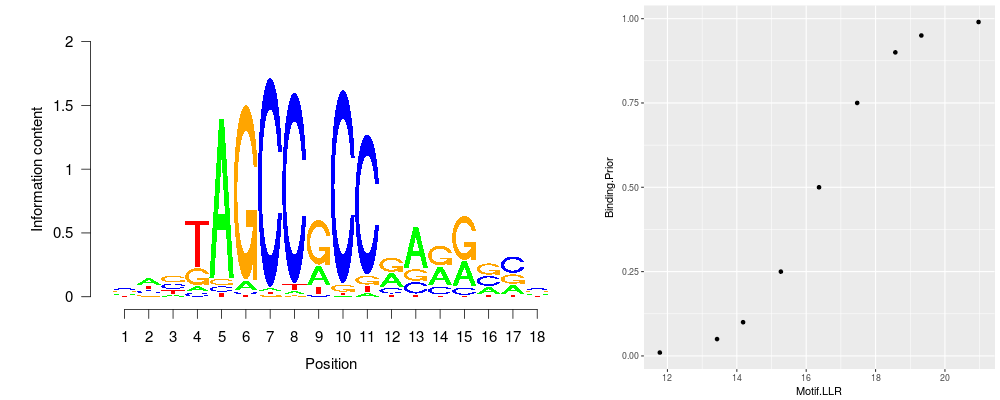 2
1.5
1
0.5
0
Information content
1 2 3 4 5 6 7 8 9 10 11 12 13 14 15 16 17 18
Position
T A G C C G C C G A G G G C
1.00
0.75
0.50
0.25
0.00
Binding.Prior
12 14 16 18 20
Motif.LLR